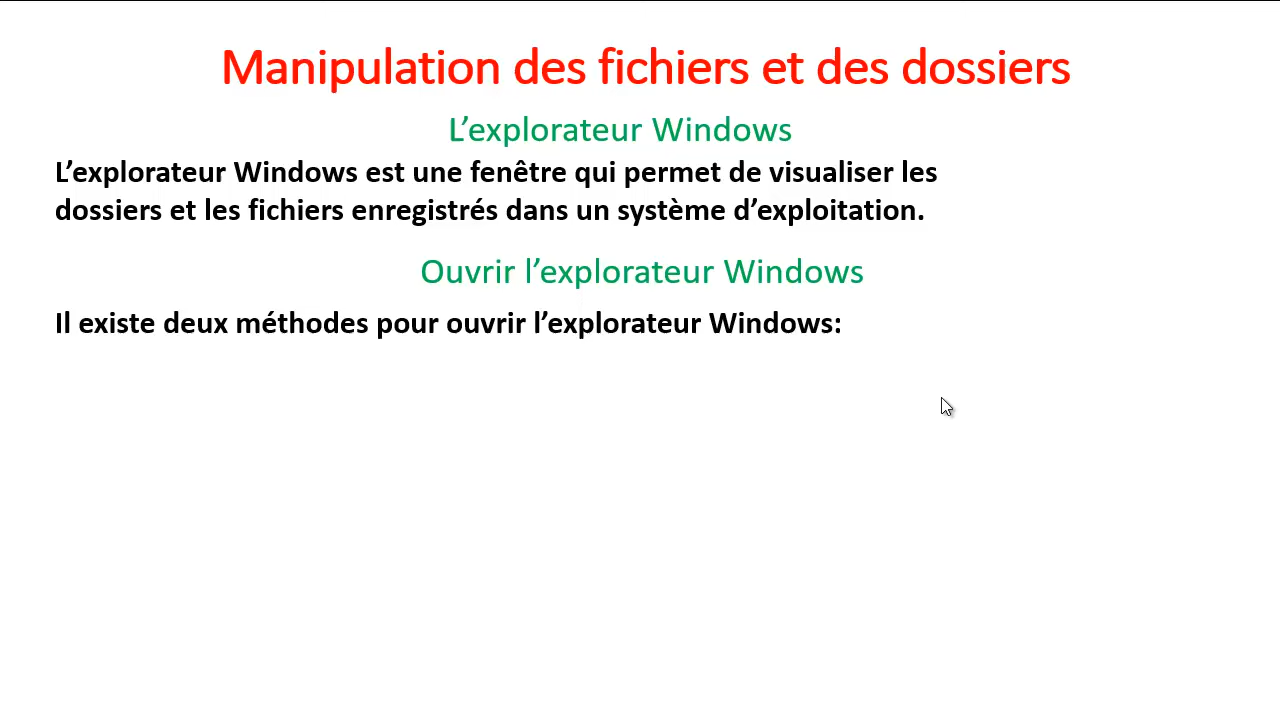 Manipulation des fichiers et des dossiers
L’explorateur Windows
L’explorateur Windows est une fenêtre qui permet de visualiser les
dossiers et les fichiers enregistrés dans un système d’exploitation.
Ouvrir l’explorateur Windows
Il existe deux méthodes pour ouvrir l’explorateur Windows: